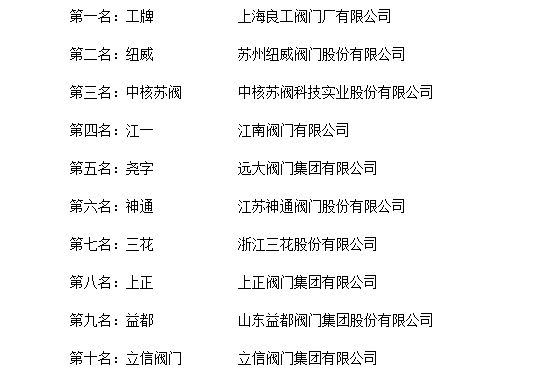 第一名：工牌 上海良工阀门厂有限公司
第二名：纽威 苏州纽威阀门股份有限公司
第三名：中核苏阀 中核苏阀科技实业股份有限公司
第四名：江一 江南阀门有限公司
第五名：尧字 远大阀门集团有限公司
第六名：神通 江苏神通阀门股份有限公司
第七名：三花 浙江三花股份有限公司
第八名：上正 上正阀门集团有限公司
第九名：益都 山东益都阀门集团股份有限公司
第十名：立信阀门 立信阀门集团有限公司